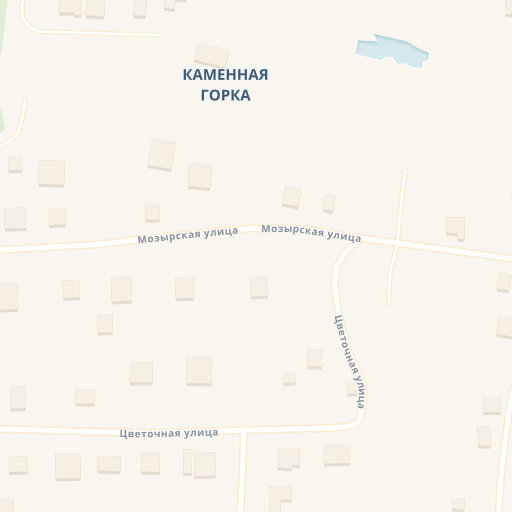 КАМЕННАЯ
ГОРКА
Мозырская улица
Мозырская улица
Цветочная улица
Цветочная улица